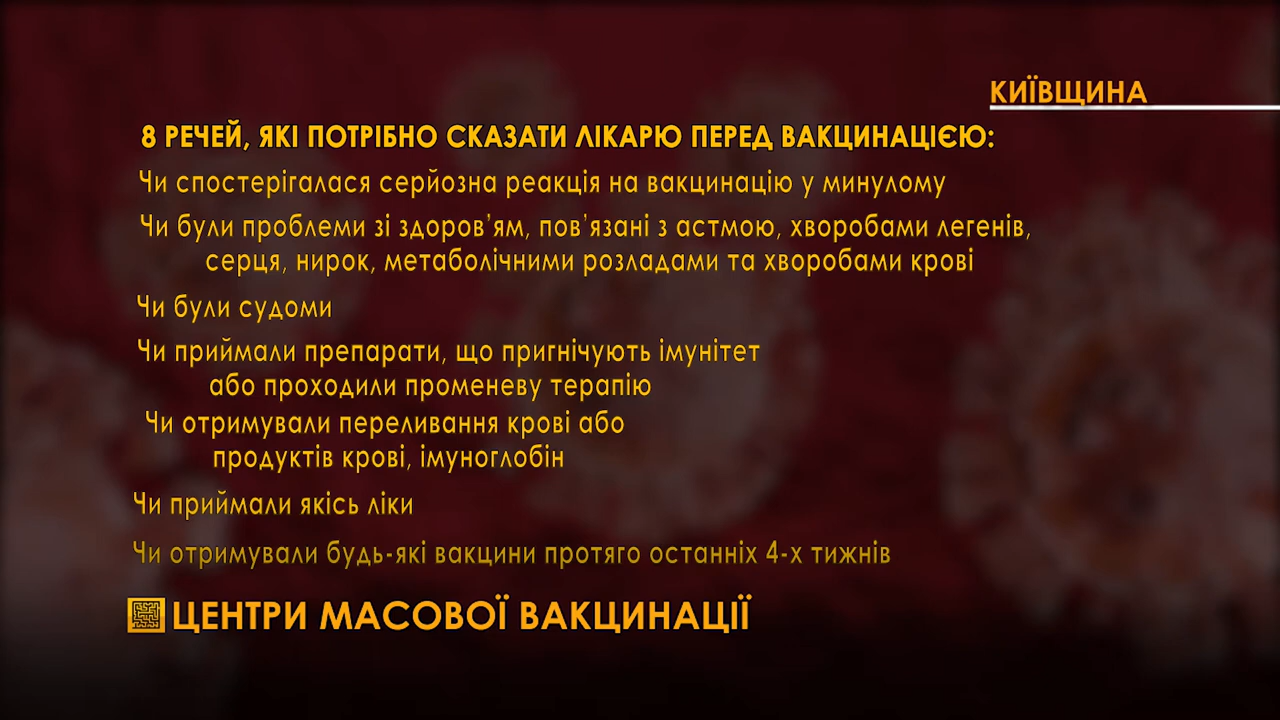 КИЇВЩИНА
8 РЕЧЕЙ, ЯКІ ПОТРІБНО СКАЗАТИ ЛІКАРЮ ПЕРЕД ВАКЦИНАЦІЄЮ:
Чи спостерігалася серйозна реакція на вакцинацію у минулому
Чи були проблеми зі здоров'ям, пов'язані з астмою, хворобами легенів,
серця, нирок, метаболічними розладами та хворобами крові
Чи були судоми
Чи приймали препарати, що пригнічують імунітет
або проходили променеву терапію
Чи отримували переливання крові або
продуктів крові, імуноглобін
Чи приймали якісь ліки
Чи отримували будь-які вакцини протяго останніх 4-х тижнів
ЦЕНТРИ МАСОВОЇ ВАКЦИНАЦІЇ